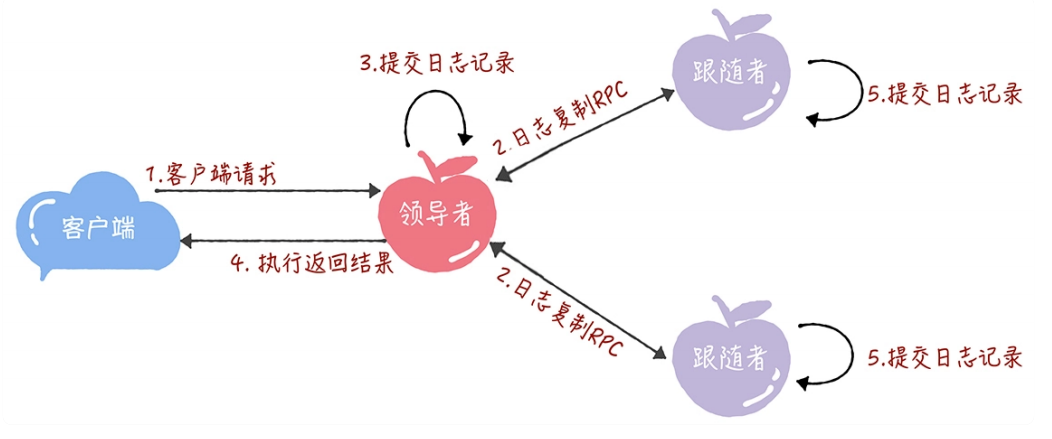 3.提交日志记录
跟随者
5.提交日志记录
2.日志复制RPC
1.客户端请求
客户端
领导者
4.执行返回结果
2.日志复制RPC
跟随者
5.提交日志记录